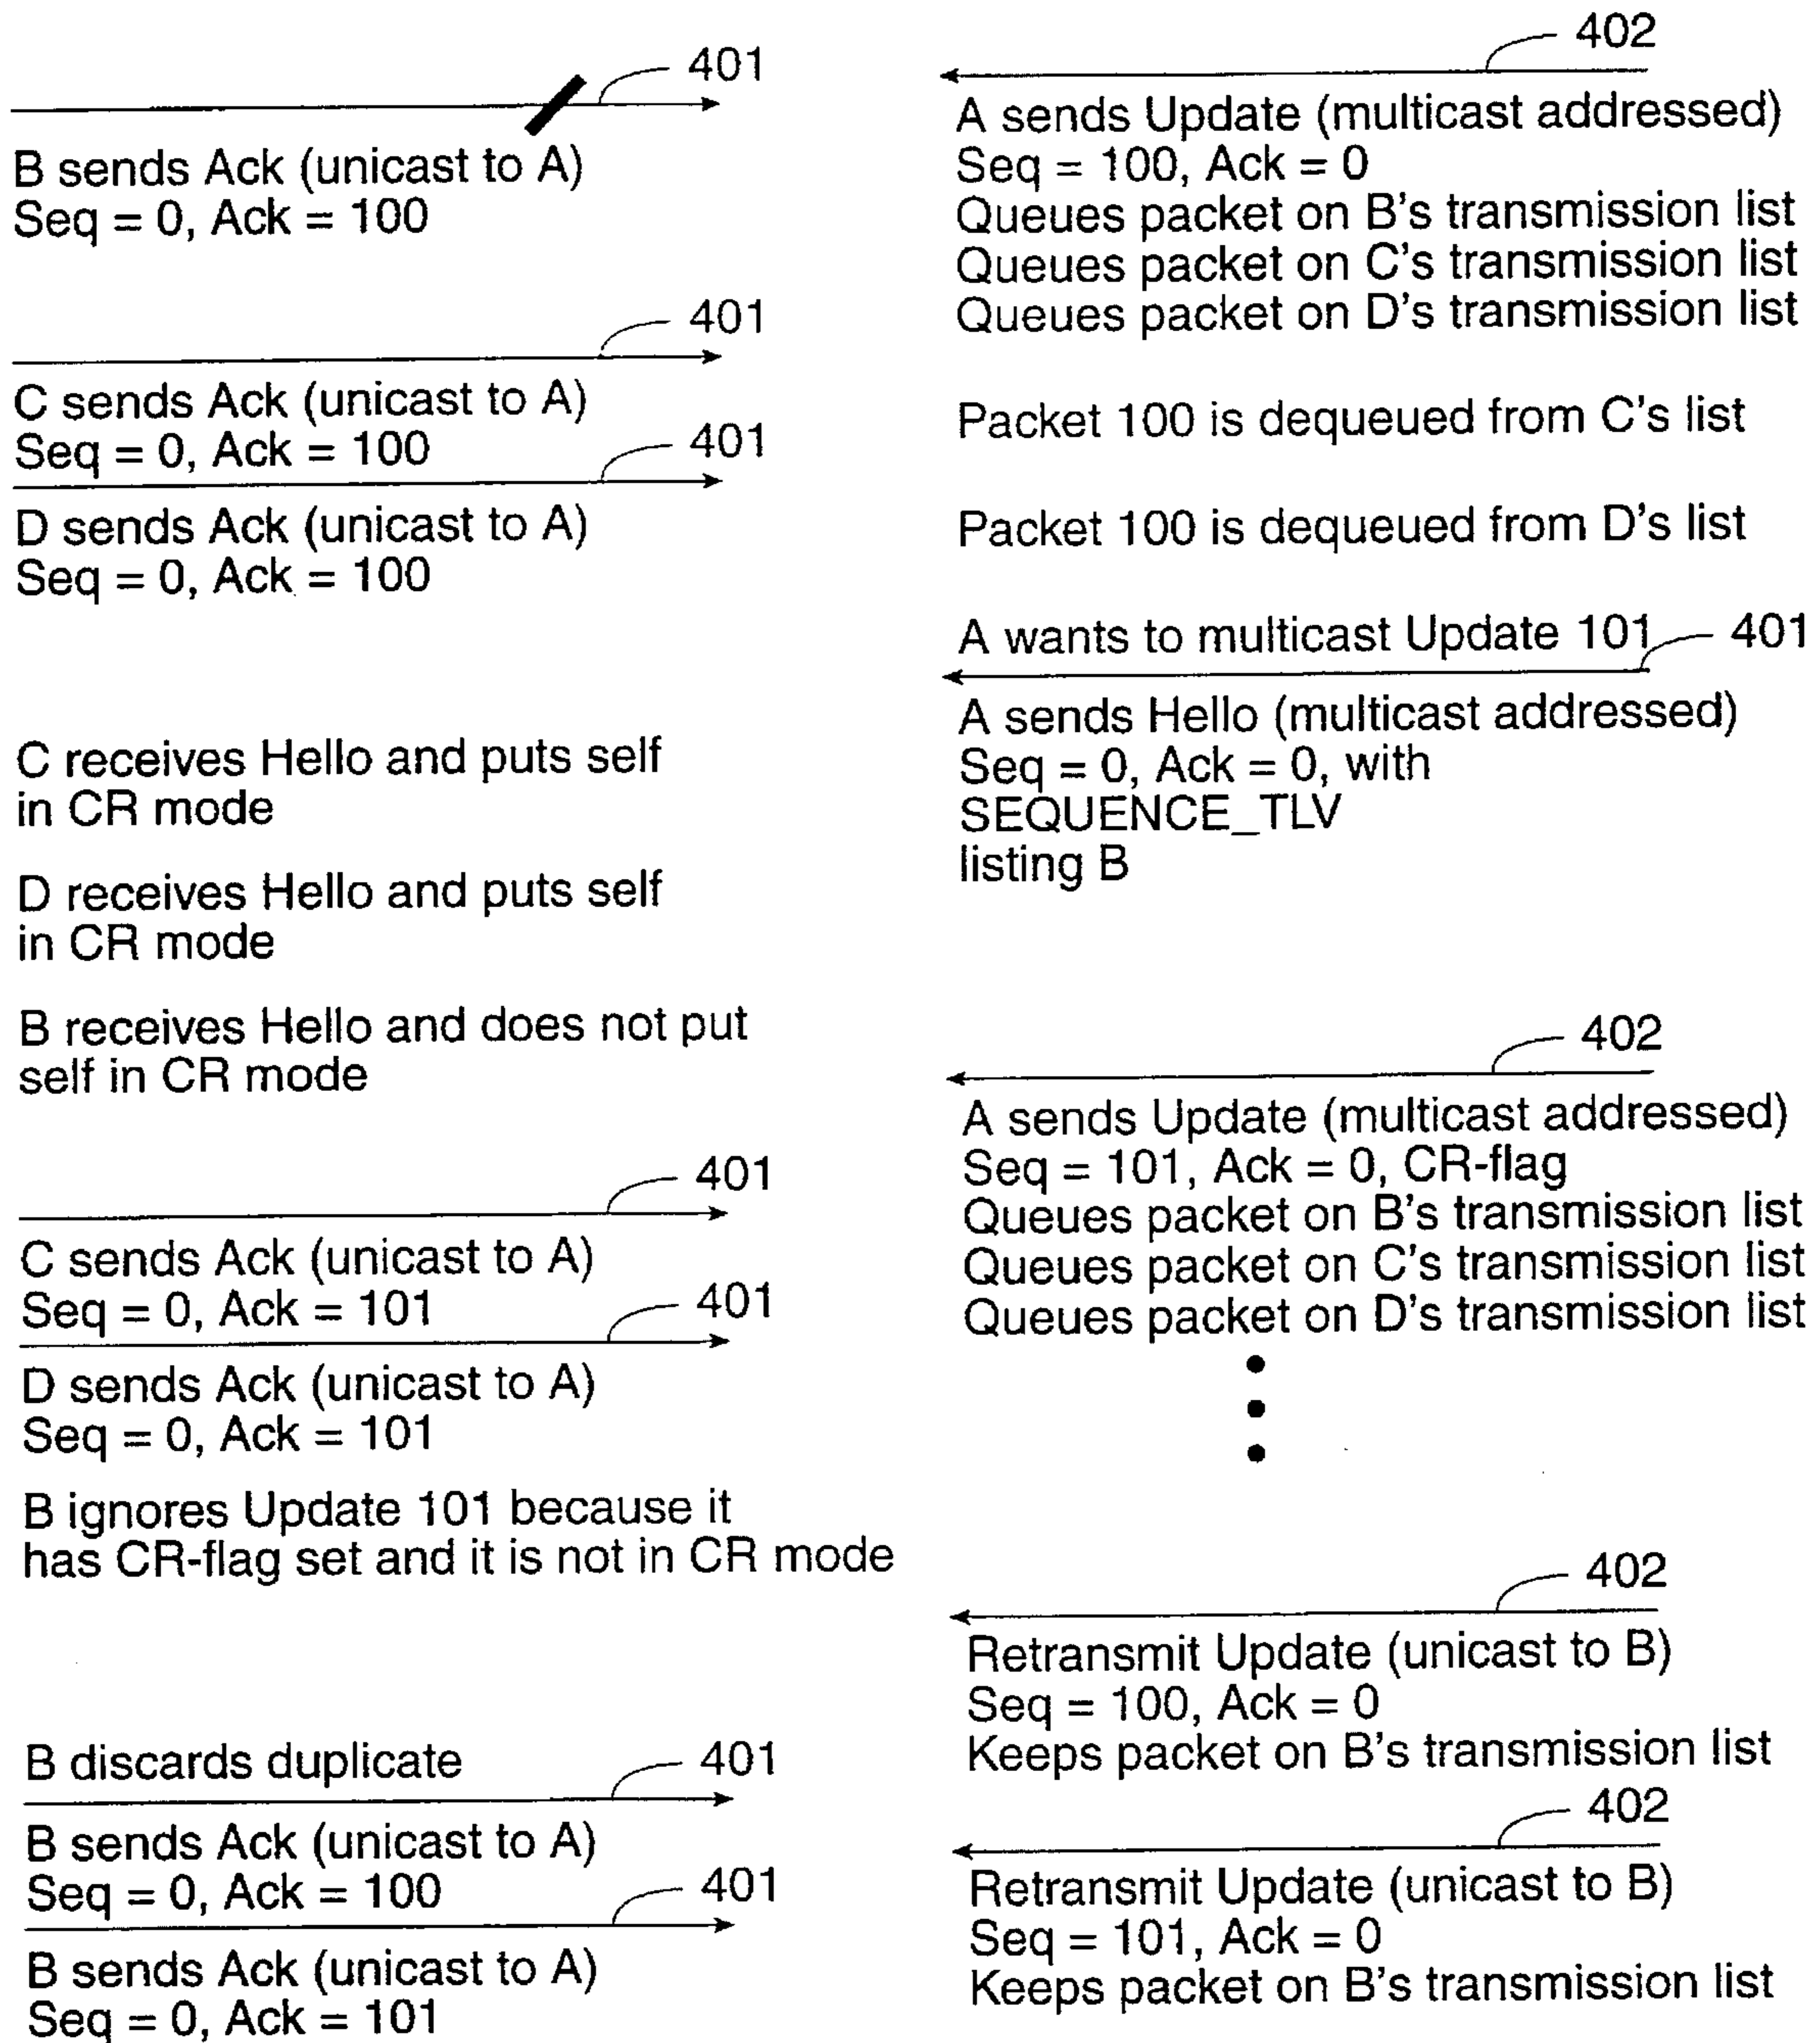 401
B sends Ack (unicast to A)
Seq = 0, Ack = 100
401
C sends Ack (unicast to A)
Seq = 0, Ack = 100
401
D sends Ack (unicast to A)
Seq = 0, Ack = 100
C receives Hello and puts self
in CR mode
D receives Hello and puts self
in CR mode
B receives Hello and does not put
self in CR mode
401
C sends Ack (unicast to A)
Seq = 0, Ack = 101
401
D sends Ack (unicast to A)
Seq = 0, Ack = 101
B ignores Update 101 because it
has CR-flag set and it is not in CR mode
B discards duplicate
401
B sends Ack (unicast to A)
Seq = 0, Ack = 100
401
B sends Ack (unicast to A)
Seq = 0, Ack = 101
402
A sends Update (multicast addressed)
Seq = 100, Ack = 0
Queues packet on B's transmission list
Queues packet on C's transmission list
Queues packet on D's transmission list
Packet 100 is dequeued from C's list
Packet 100 is dequeued from D's list
A wants to multicast Update 101
401
A sends Hello (multicast addressed)
Seq = 0, Ack = 0, with
SEQUENCE_TLV
listing B
402
A sends Update (multicast addressed)
Seq = 101, Ack = 0, CR-flag
Queues packet on B's transmission list
Queues packet on C's transmission list
Queues packet on D's transmission list
402
Retransmit Update (unicast to B)
Seq = 100, Ack = 0
Keeps packet on B's transmission list
402
Retransmit Update (unicast to B)
Seq = 101, Ack = 0
Keeps packet on B's transmission list